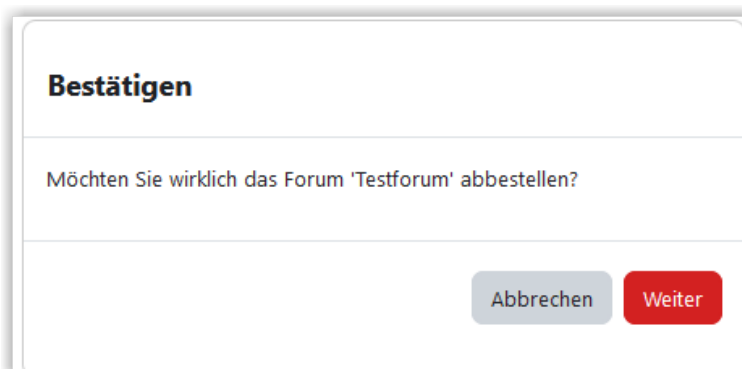 Bestätigen
Möchten Sie wirklich das Forum 'Testforum' abbestellen?
Abbrechen
Weiter